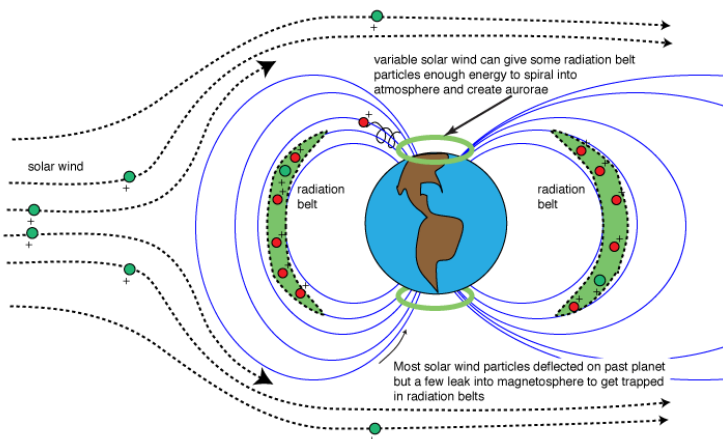 variable solar wind can give some radiation belt
particles enough energy to spiral into
atmosphere and create aurorae
solar wind
radiation
belt
radiation
belt
Most solar wind particles deflected on past planet
but a few leak into magnetosphere to get trapped
in radiation belts